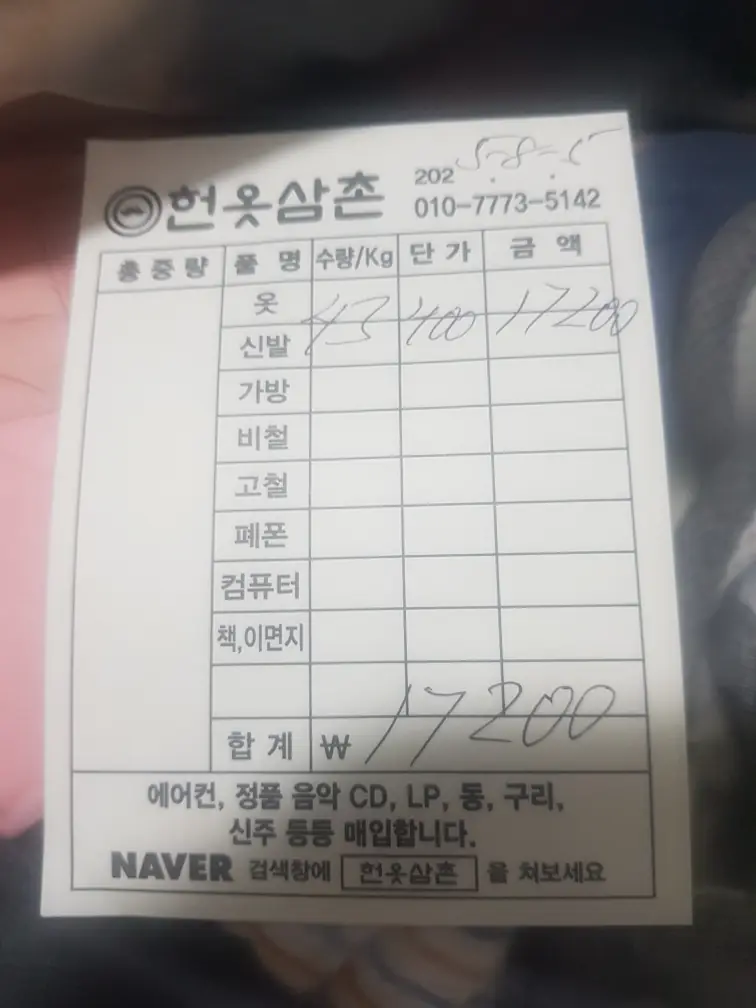 헌옷삼촌
2025-8-5
010-7773-5142
총중량 품 명 수량/Kg 단 가 금 액
옷 43 400 17200
신발
가방
비철
고철
폐폰
컴퓨터
책,이면지
합 계 ₩ 17200
에어컨, 정품 음악 CD, LP, 동, 구리,
신주 등등 매입합니다.
NAVER 검색창에 헌옷삼촌 을 쳐보세요